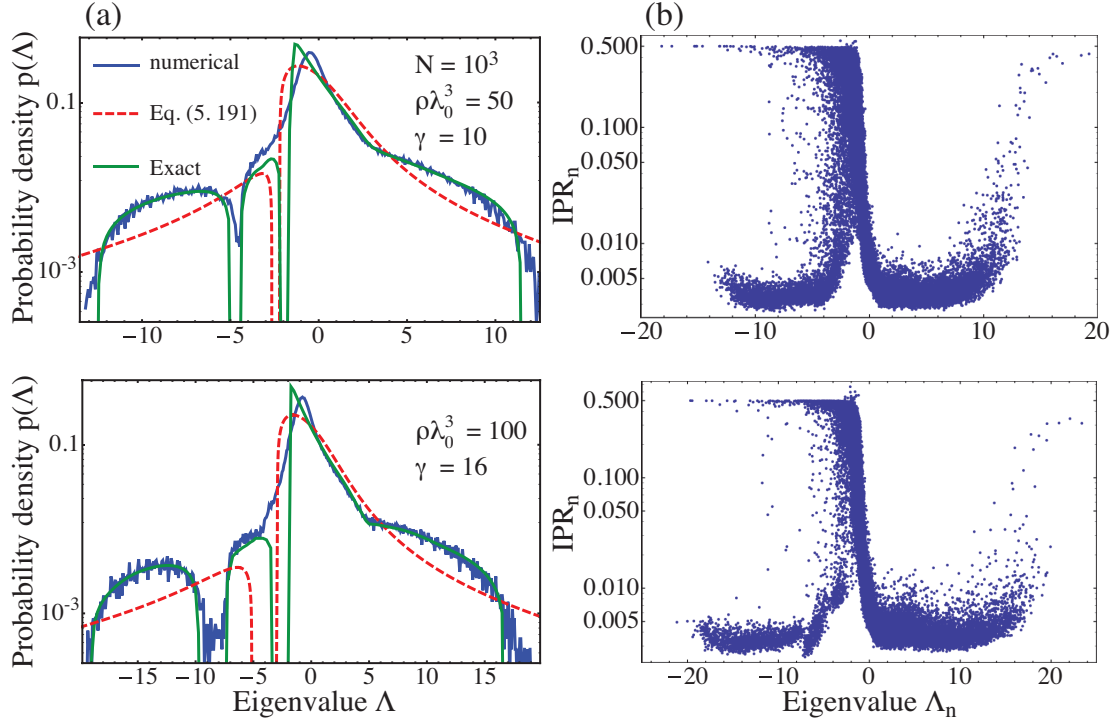 (a)
(b)
Probability density p(Λ)
0.1
10⁻³
numerical
Eq. (5. 191)
Exact
N = 10³
ρλ₀³ = 50
γ = 10
−10 −5 0 5 10
IPRₙ
0.500
0.100
0.050
0.010
0.005
−20 −10 0 10 20
Probability density p(Λ)
0.1
10⁻³
ρλ₀³ = 100
γ = 16
−15 −10 −5 0 5 10 15
Eigenvalue Λ
IPRₙ
0.500
0.100
0.050
0.010
0.005
−20 −10 0 10 20
Eigenvalue Λₙ